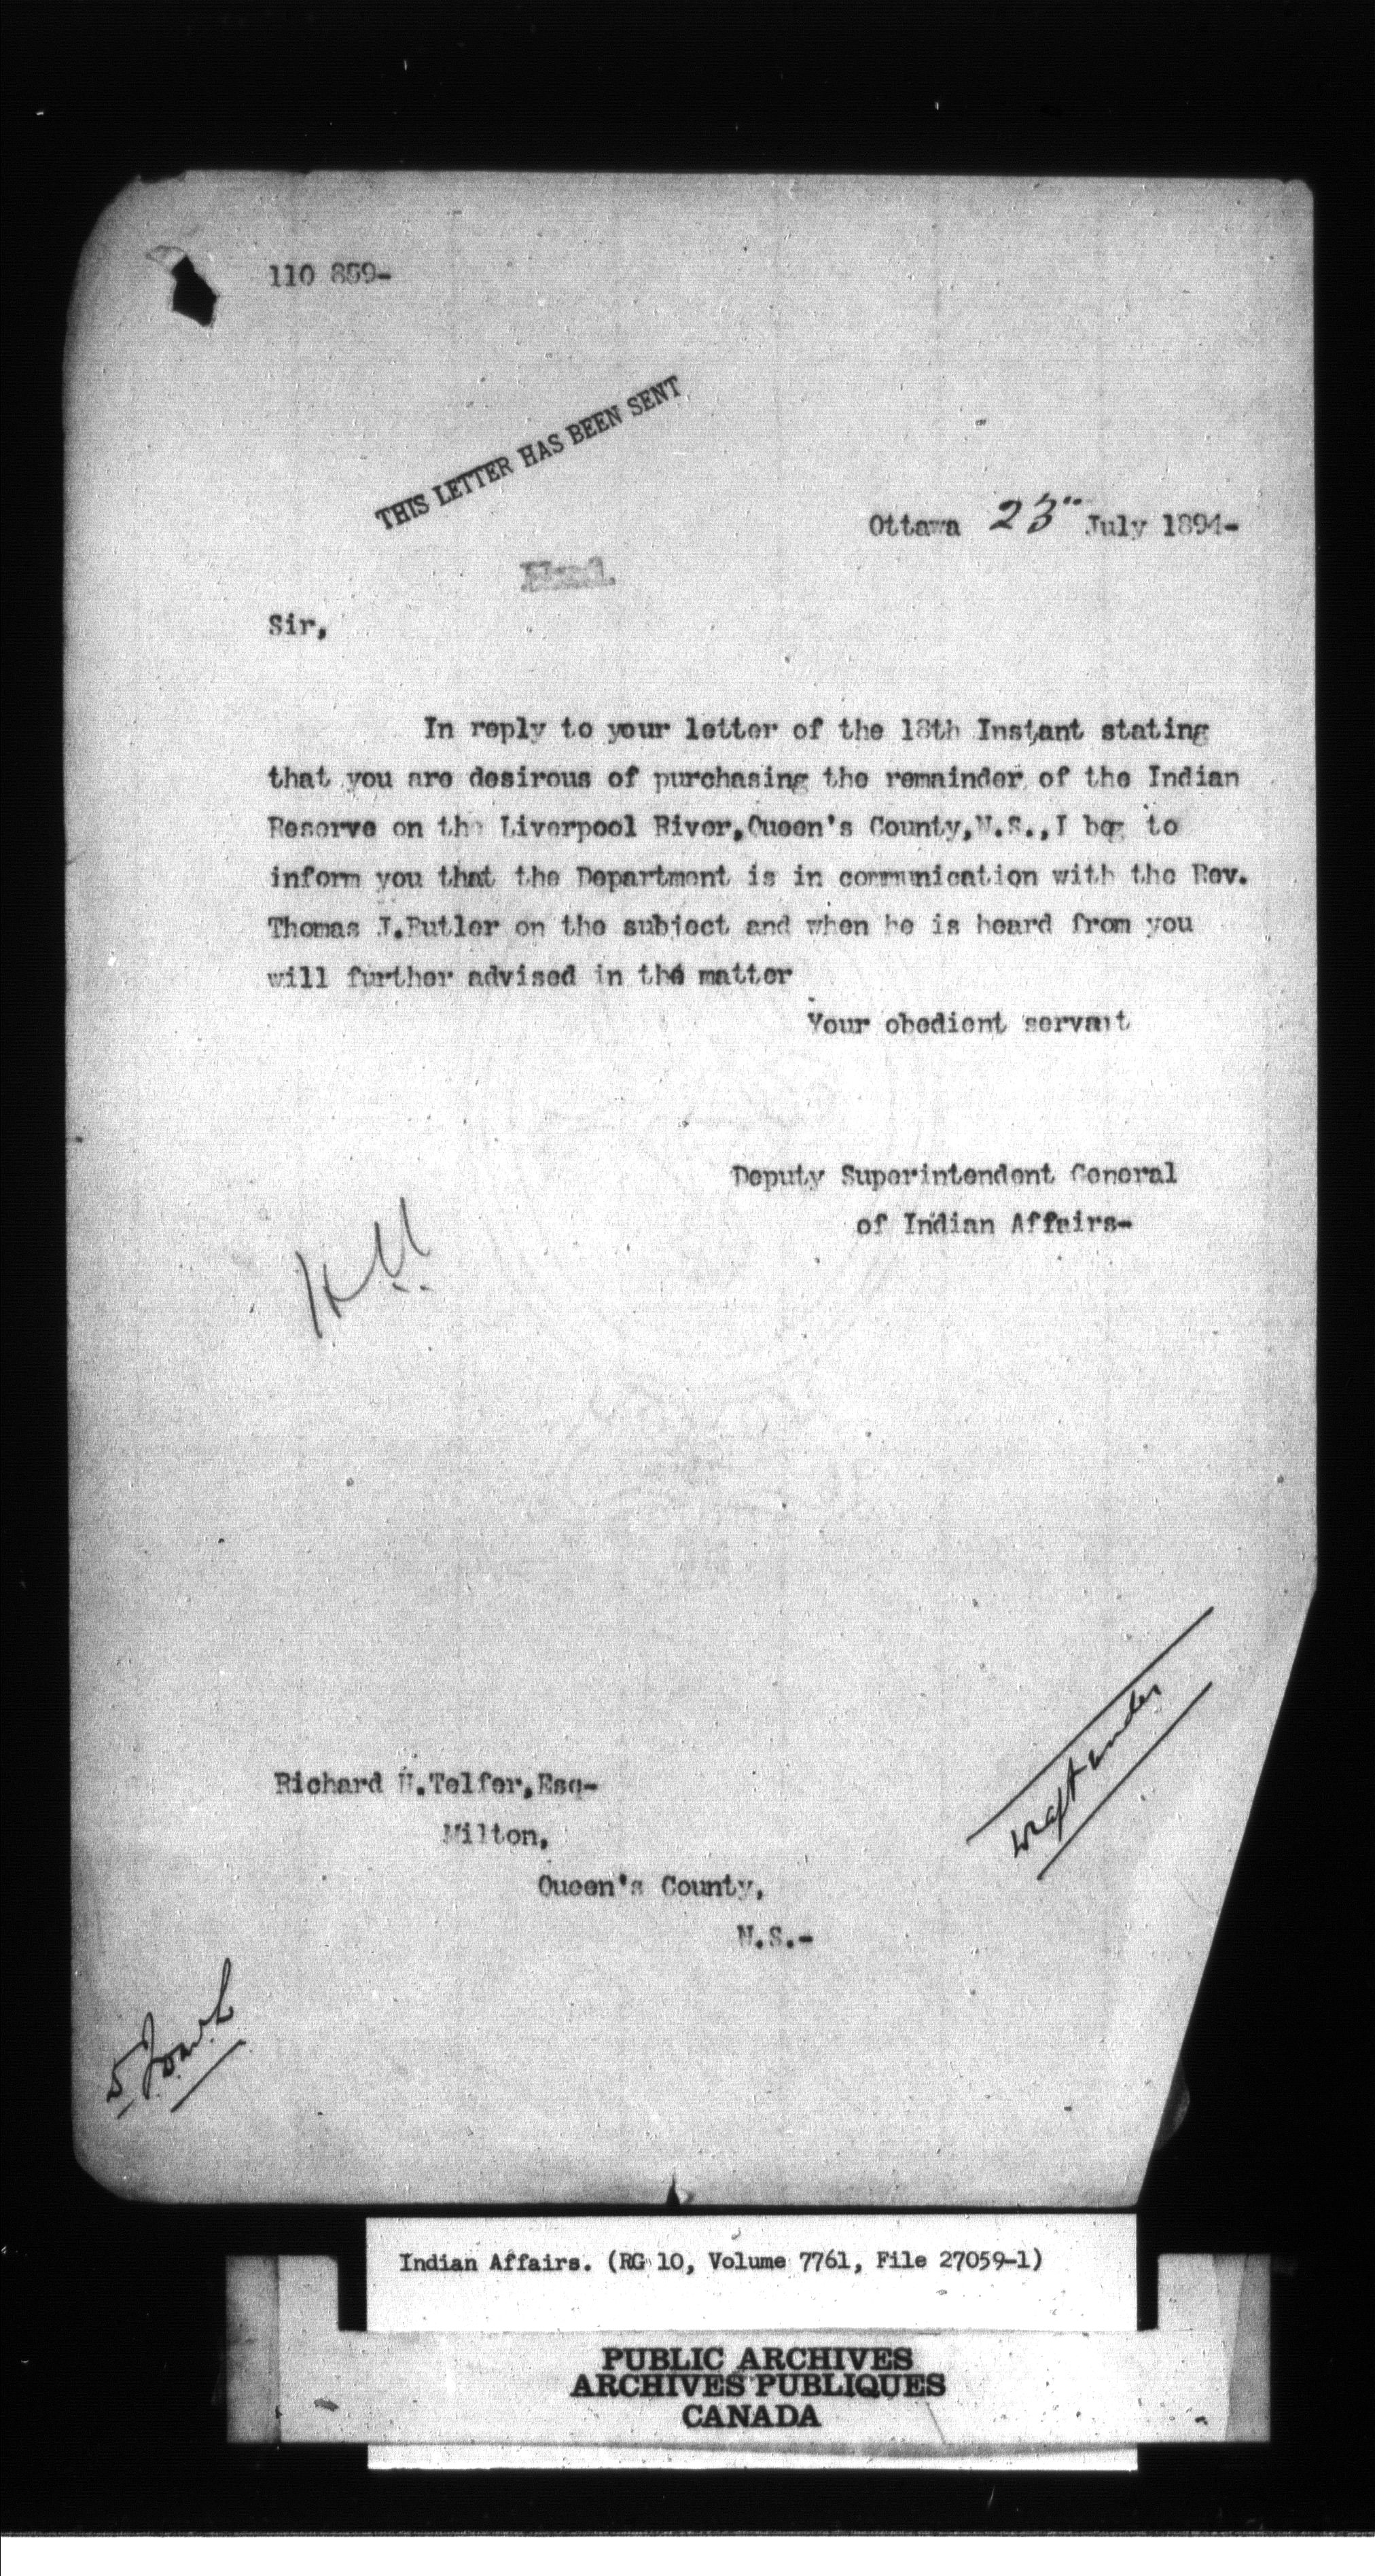 110 859-
THIS LETTER HAS BEEN SENT
Ottawa 23" July 1894-
Sir,
In reply to your letter of the 18th Instant stating
that you are desirous of purchasing the remainder of the Indian
Reserve on the Liverpool River,Queen's County,N.S.,I beg to
inform you that the Department is in communication with the Rev.
Thomas J.Butler on the subject and when he is heard from you
will further advised in the matter
Your obedient servant
Deputy Superintendent General
of Indian Affairs-
Richard H.Telfer,Esq-
Milton,
Queen's County,
N.S.-
Indian Affairs. (RG 10, Volume 7761, File 27059-1)
PUBLIC ARCHIVES
ARCHIVES PUBLIQUES
CANADA